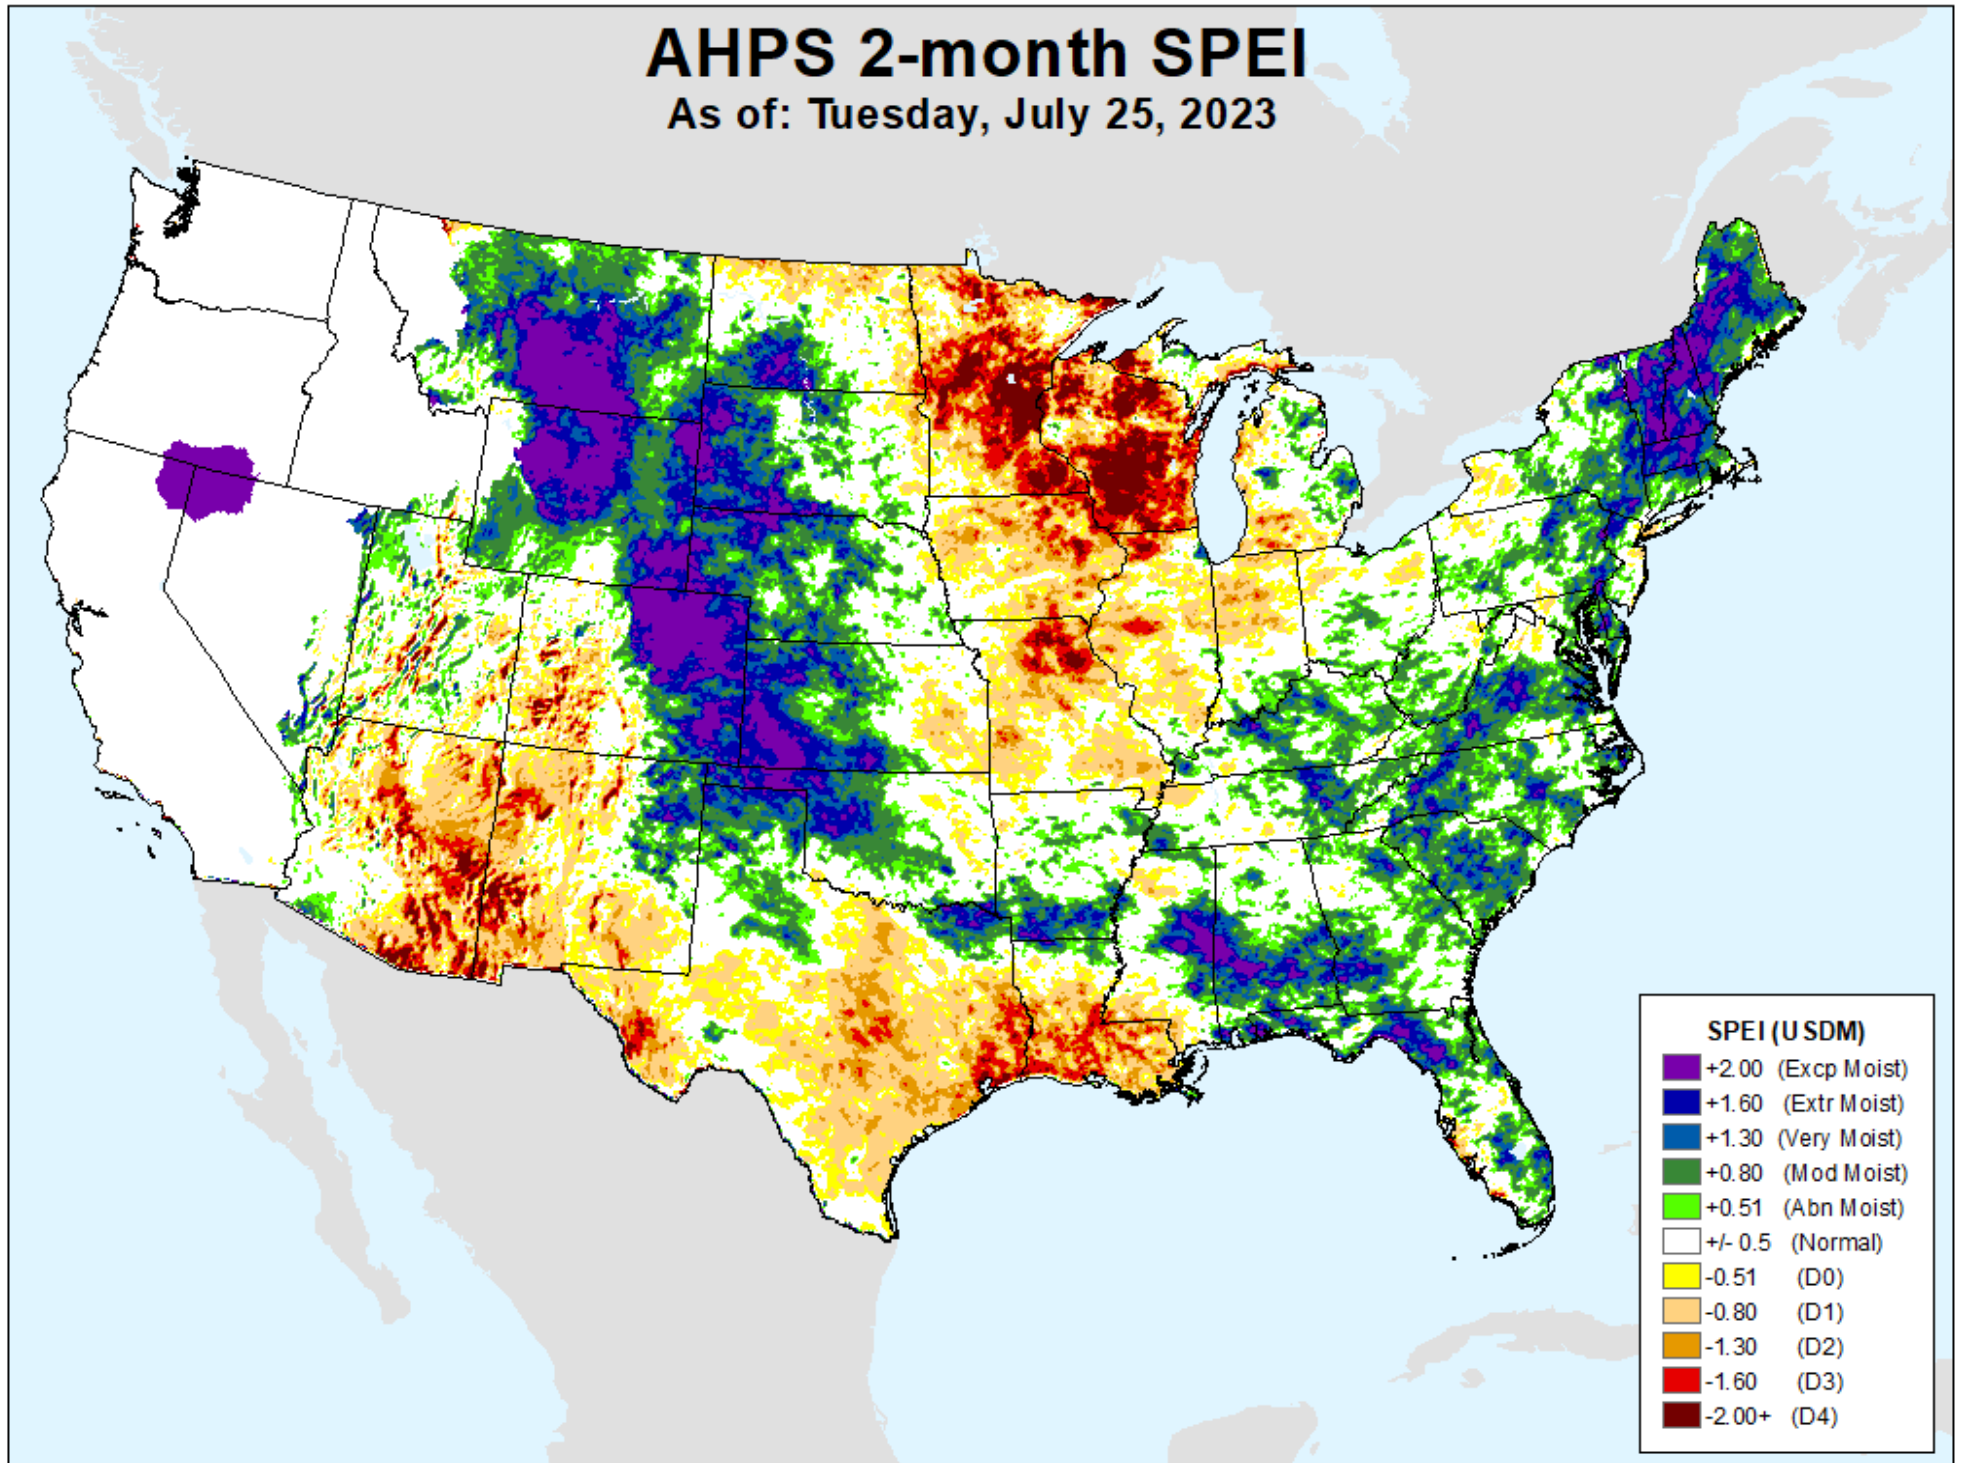 AHPS 2-month SPEI
As of: Tuesday, July 25, 2023
SPEI (USDM)
+2.00 (Excp Moist)
+1.60 (Extr Moist)
+1.30 (Very Moist)
+0.80 (Mod Moist)
+0.51 (Abn Moist)
+/- 0.5 (Normal)
-0.51 (D0)
-0.80 (D1)
-1.30 (D2)
-1.60 (D3)
-2.00+ (D4)